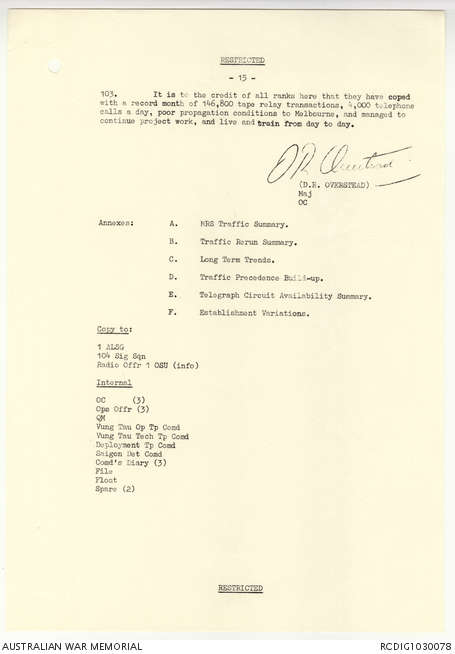 RESTRICTED
- 15 -
103. It is to the credit of all ranks here that they have coped
with a record month of 146,800 tape relay transactions, 4,000 telephone
calls a day, poor propagation conditions to Melbourne, and managed to
continue project work, and live and train from day to day.
DR Overstead
(D.R. OVERSTEAD)
Maj
OC
Annexes: A. RRS Traffic Summary.
B. Traffic Rerun Summary.
C. Long Term Trends.
D. Traffic Precedence Build-up.
E. Telegraph Circuit Availability Summary.
F. Establishment Variations.
Copy to:
1 ALSG
104 Sig Sqn
Radio Offr 1 OSU (info)
Internal
OC (3)
Ops Offr (3)
QM
Vung Tau Op Tp Comd
Vung Tau Tech Tp Comd
Deployment Tp Comd
Saigon Det Comd
Comd's Diary (3)
File
Float
Spare (2)
RESTRICTED
AUSTRALIAN WAR MEMORIAL
RCDIG1030078